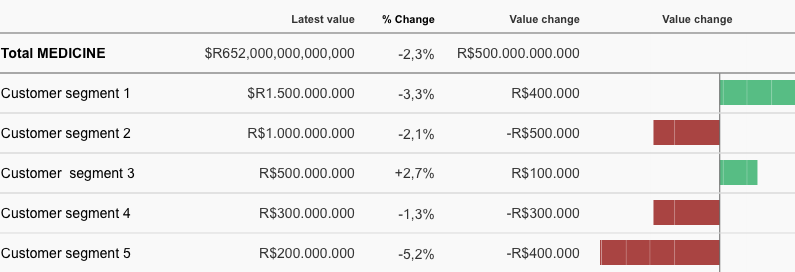 Latest value % Change Value change Value change
Total MEDICINE $R652,000,000,000,000 -2,3% R$500.000.000.000
Customer segment 1 $R1.500.000.000 -3,3% R$400.000
Customer segment 2 R$1.000.000.000 -2,1% -R$500.000
Customer segment 3 R$500.000.000 +2,7% R$100.000
Customer segment 4 R$300.000.000 -1,3% -R$300.000
Customer segment 5 R$200.000.000 -5,2% -R$400.000